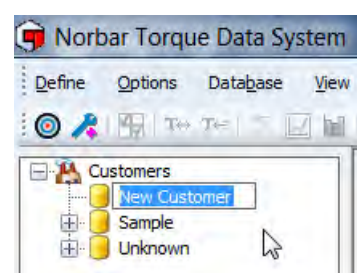 Norbar Torque Data System
Define Options Database View
Customers
New Customer
Sample
Unknown